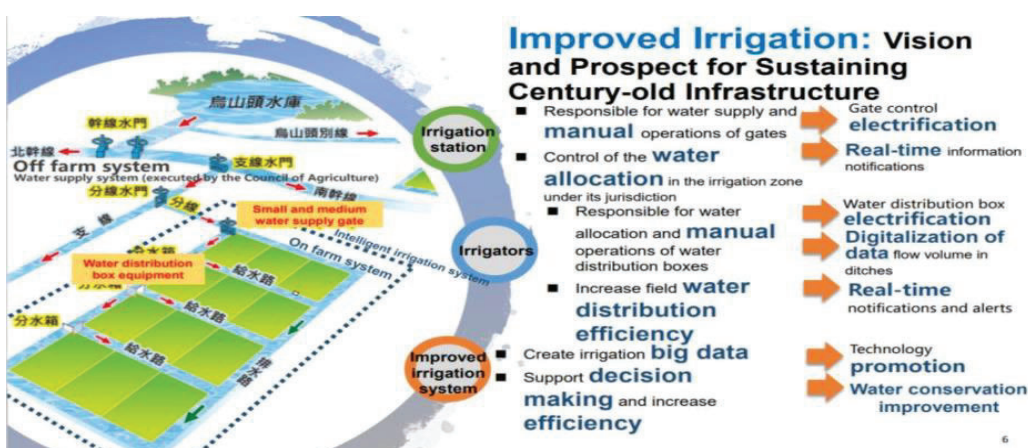 Improved Irrigation: Vision
and Prospect for Sustaining
Century-old Infrastructure
烏山頭水庫
幹線水門
烏山頭別線
北幹線
支線水門
Off farm system
Water supply system (executed by the Council of Agriculture)
分線水門
分線
南幹線
支線
Small and medium
water supply gate
Intelligent irrigation system
On farm system
Water distribution
box equipment
給水路
給水路
分水箱
給水路
排水路
Irrigation
station
■ Responsible for water supply and
manual operations of gates
■ Control of the water
allocation in the irrigation zone
under its jurisdiction
Gate control
electrification
Real-time information
notifications
Irrigators
■ Responsible for water
allocation and manual
operations of water
distribution boxes
■ Increase field water
distribution
efficiency
Water distribution box
electrification
Digitalization of
data flow volume in
ditches
Real-time
notifications and alerts
Improved
irrigation
system
■ Create irrigation big data
■ Support decision
making and increase
efficiency
Technology
promotion
Water conservation
improvement
6